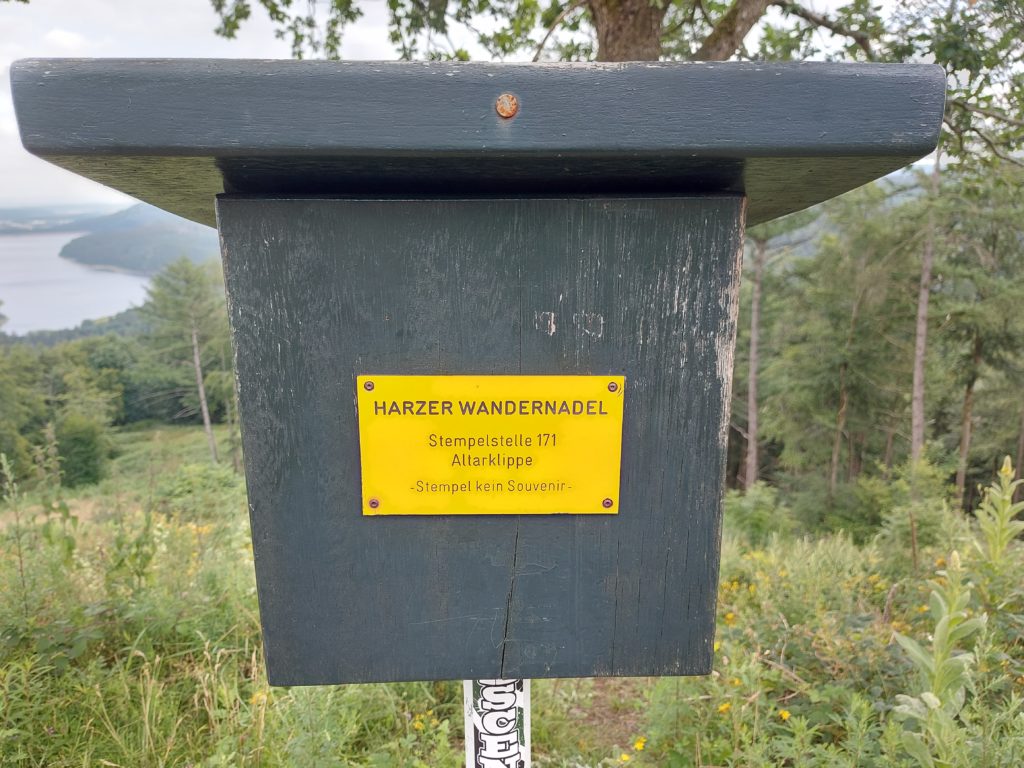 HARZER WANDERNADEL
Stempelstelle 171
Altarklippe
-Stempel kein Souvenir-